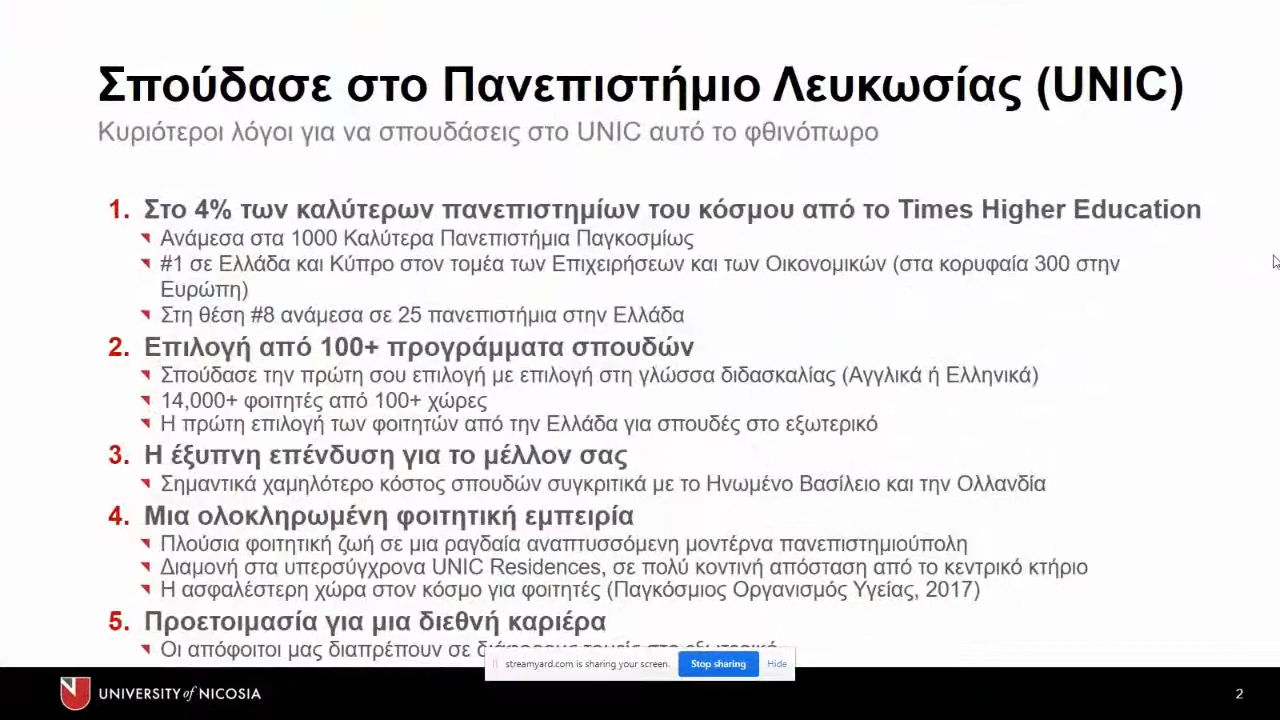 Σπούδασε στο Πανεπιστήμιο Λευκωσίας (UNIC)
Κυριότεροι λόγοι για να σπουδάσεις στο UNIC αυτό το φθινόπωρο
1. Στο 4% των καλύτερων πανεπιστημίων του κόσμου από το Times Higher Education
Ανάμεσα στα 1000 Καλύτερα Πανεπιστήμια Παγκοσμίως
#1 σε Ελλάδα και Κύπρο στον τομέα των Επιχειρήσεων και των Οικονομικών (στα κορυφαία 300 στην
Ευρώπη)
Στη θέση #8 ανάμεσα σε 25 πανεπιστήμια στην Ελλάδα
2. Επιλογή από 100+ προγράμματα σπουδών
Σπούδασε την πρώτη σου επιλογή με επιλογή στη γλώσσα διδασκαλίας (Αγγλικά ή Ελληνικά)
14,000+ φοιτητές από 100+ χώρες
Η πρώτη επιλογή των φοιτητών από την Ελλάδα για σπουδές στο εξωτερικό
3. Η έξυπνη επένδυση για το μέλλον σας
Σημαντικά χαμηλότερο κόστος σπουδών συγκριτικά με το Ηνωμένο Βασίλειο και την Ολλανδία
4. Μια ολοκληρωμένη φοιτητική εμπειρία
Πλούσια φοιτητική ζωή σε μια ραγδαία αναπτυσσόμενη μοντέρνα πανεπιστημιούπολη
Διαμονή στα υπερσύγχρονα UNIC Residences, σε πολύ κοντινή απόσταση από το κεντρικό κτήριο
Η ασφαλέστερη χώρα στον κόσμο για φοιτητές (Παγκόσμιος Οργανισμός Υγείας, 2017)
5. Προετοιμασία για μια διεθνή καριέρα
Οι απόφοιτοι μας διαπρέπουν σε
streamyard.com is sharing your screen. Stop sharing Hide
UNIVERSITY of NICOSIA
2